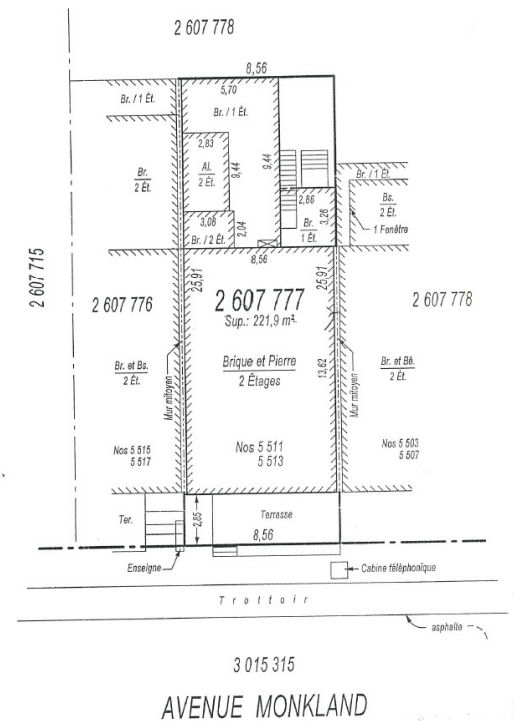 2 607 778
8,56
5,70
Br. / 1 Ét.
Br. / 1 Ét.
2,83
Br.
2 Ét.
Al.
2 Ét.
9,44
9,44
Br. / 1 Ét.
2,86
Bs.
2 Ét.
3,08
2,04
Br. / 2 Ét.
Br.
1 Ét.
3,26
1 Fenêtre
8,56
2 607 715
25,91
25,91
2 607 776
2 607 777
Sup.: 221,9 m².
2 607 778
Br. et Bs.
2 Ét.
Mur mitoyen
Brique et Pierre
2 Étages
13,62
Mur mitoyen
Br. et Bé.
2 Ét.
Nos 5 515
5 517
Nos 5 511
5 513
Nos 5 503
5 507
Ter.
2,85
Terrasse
8,56
Enseigne
Cabine téléphonique
Trottoir
asphalte
3 015 315
AVENUE MONKLAND